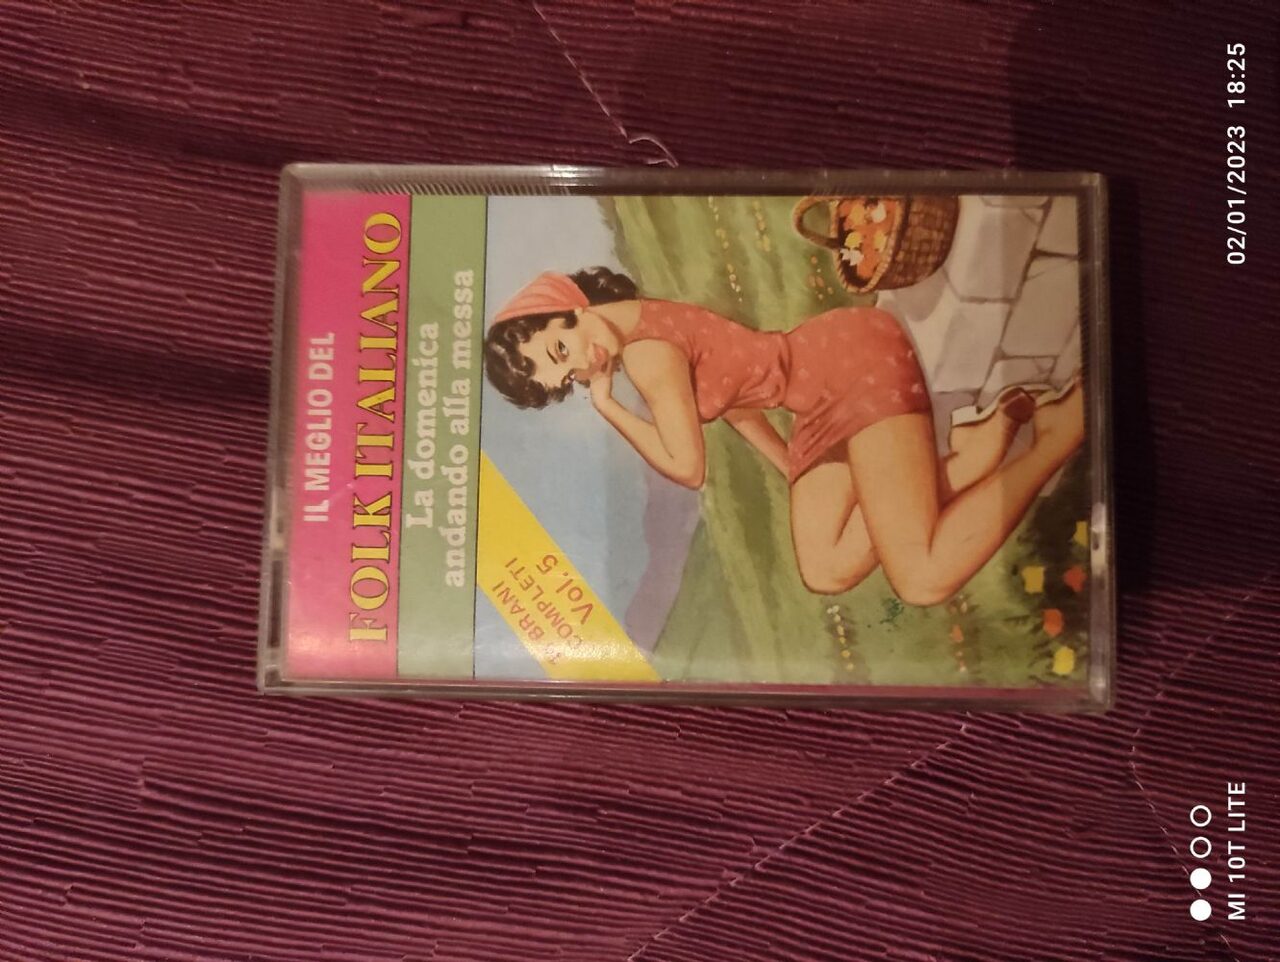 IL MEGLIO DEL
FOLK ITALIANO
La domenica
andando alla messa
BRANI
COMPLETI
Vol. 5
02/01/2023 18:25
MI 10T LITE